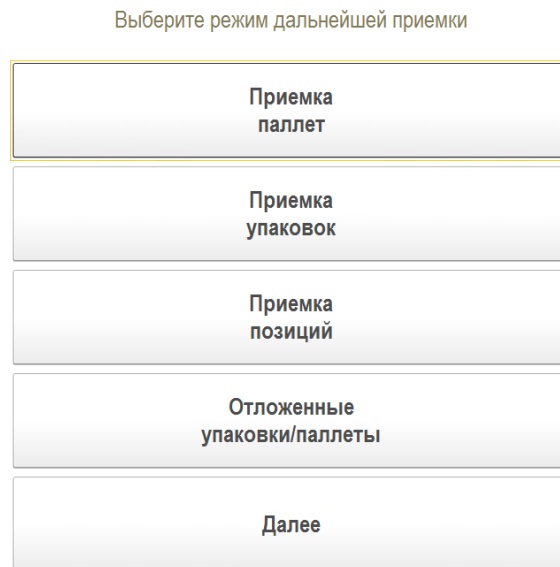 Выберите режим дальнейшей приемки
Приемка
паллет
Приемка
упаковок
Приемка
позиций
Отложенные
упаковки/паллеты
Далее